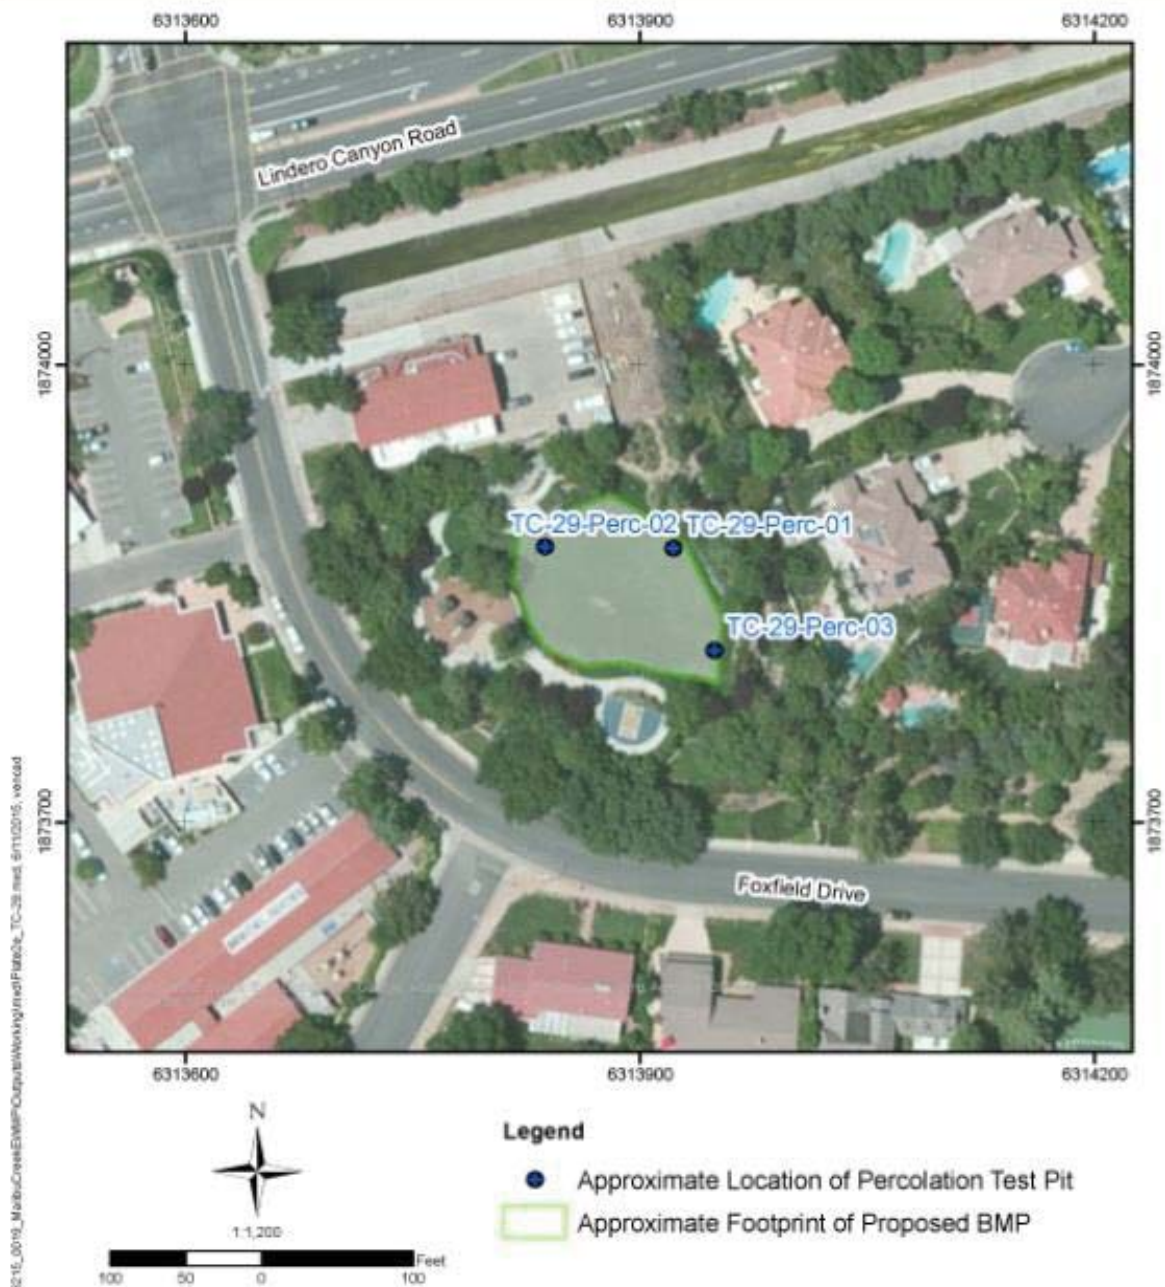 6313600 6313900 6314200
Lindero Canyon Road
1874000 1874000
TC-29-Perc-02 TC-29-Perc-01
TC-29-Perc-03
1873700 1873700
Foxfield Drive
6313600 6313900 6314200
N
1:1,200
Feet
100 50 0 100
Legend
Approximate Location of Percolation Test Pit
Approximate Footprint of Proposed BMP